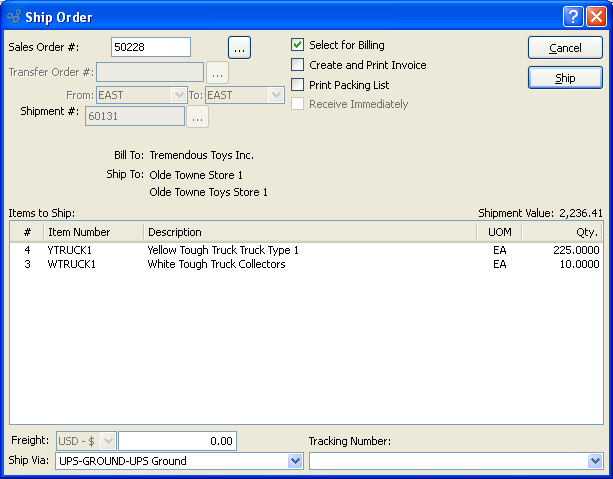 Ship Order
Sales Order #: 50228 ...
Select for Billing
Cancel
Transfer Order #: ...
Create and Print Invoice
Ship
From: EAST To: EAST
Print Packing List
Shipment #: 60131 ...
Receive Immediately
Bill To: Tremendous Toys Inc.
Ship To: Olde Towne Store 1
Olde Towne Toys Store 1
Items to Ship: Shipment Value: 2,236.41
# Item Number Description UOM Qty.
4 YTRUCK1 Yellow Tough Truck Truck Type 1 EA 225.0000
3 WTRUCK1 White Tough Truck Collectors EA 10.0000
Freight: USD - $ 0.00 Tracking Number:
Ship Via: UPS-GROUND-UPS Ground